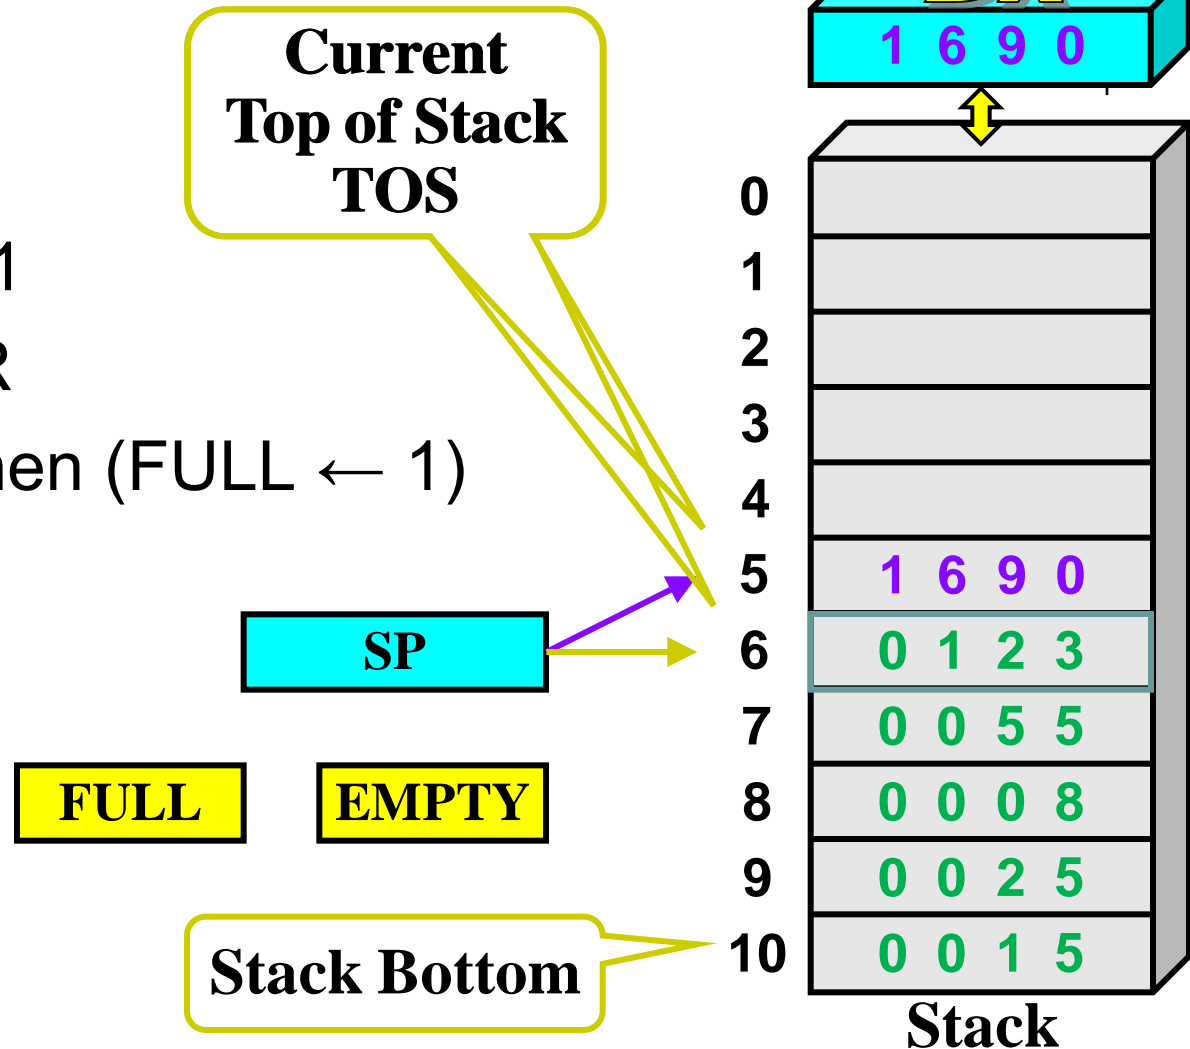 1 6 9 0
Current
Top of Stack
TOS
1
R
(FULL ← 1)
0
1
2
3
4
5 1 6 9 0
SP
6 0 1 2 3
7 0 0 5 5
FULL
EMPTY
8 0 0 0 8
9 0 0 2 5
Stack Bottom
10 0 0 1 5
Stack